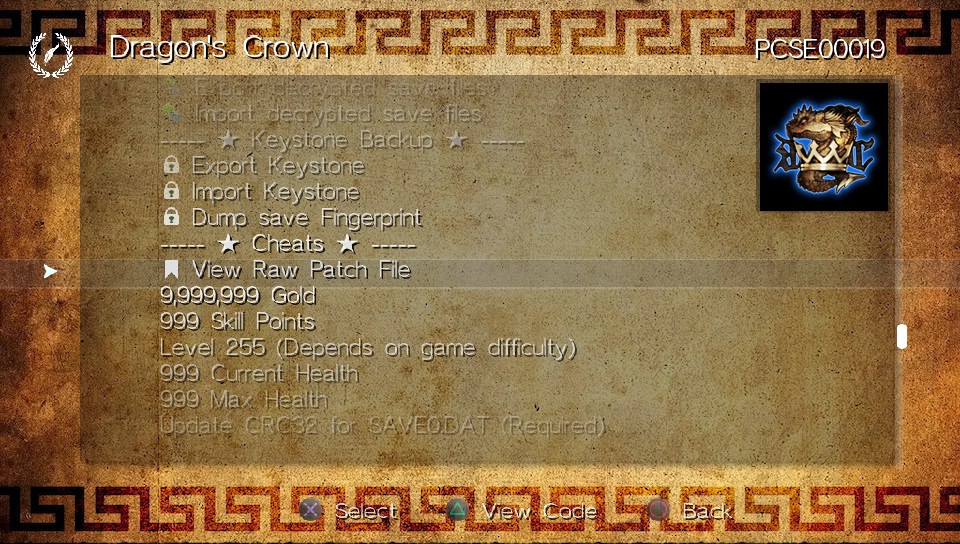 Dragon's Crown
PCSE00019
Export decrypted save files
Import decrypted save files
----- ★ Keystone Backup ★ -----
Export Keystone
Import Keystone
Dump save Fingerprint
----- ★ Cheats ★ -----
View Raw Patch File
9,999,999 Gold
999 Skill Points
Level 255 (Depends on game difficulty)
999 Current Health
999 Max Health
Update CRC32 for SAVE0.DAT (Required)
Select
View Code
Back